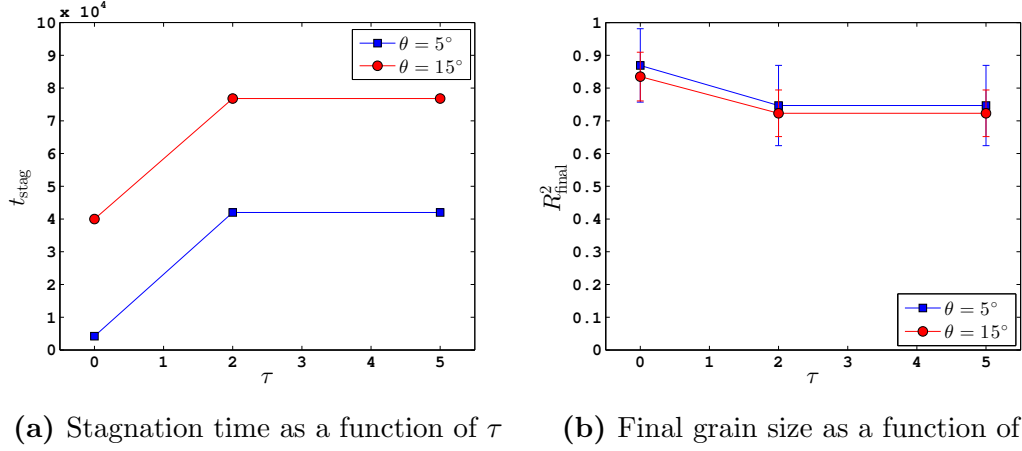 x 10⁴
10
9
8
7
6
5
4
3
2
1
0
t_stag
0 1 2 3 4 5
τ
θ = 5°
θ = 15°
(a) Stagnation time as a function of τ
1
0.9
0.8
0.7
0.6
0.5
0.4
0.3
0.2
0.1
0
R²_final
0 1 2 3 4 5
τ
θ = 5°
θ = 15°
(b) Final grain size as a function of